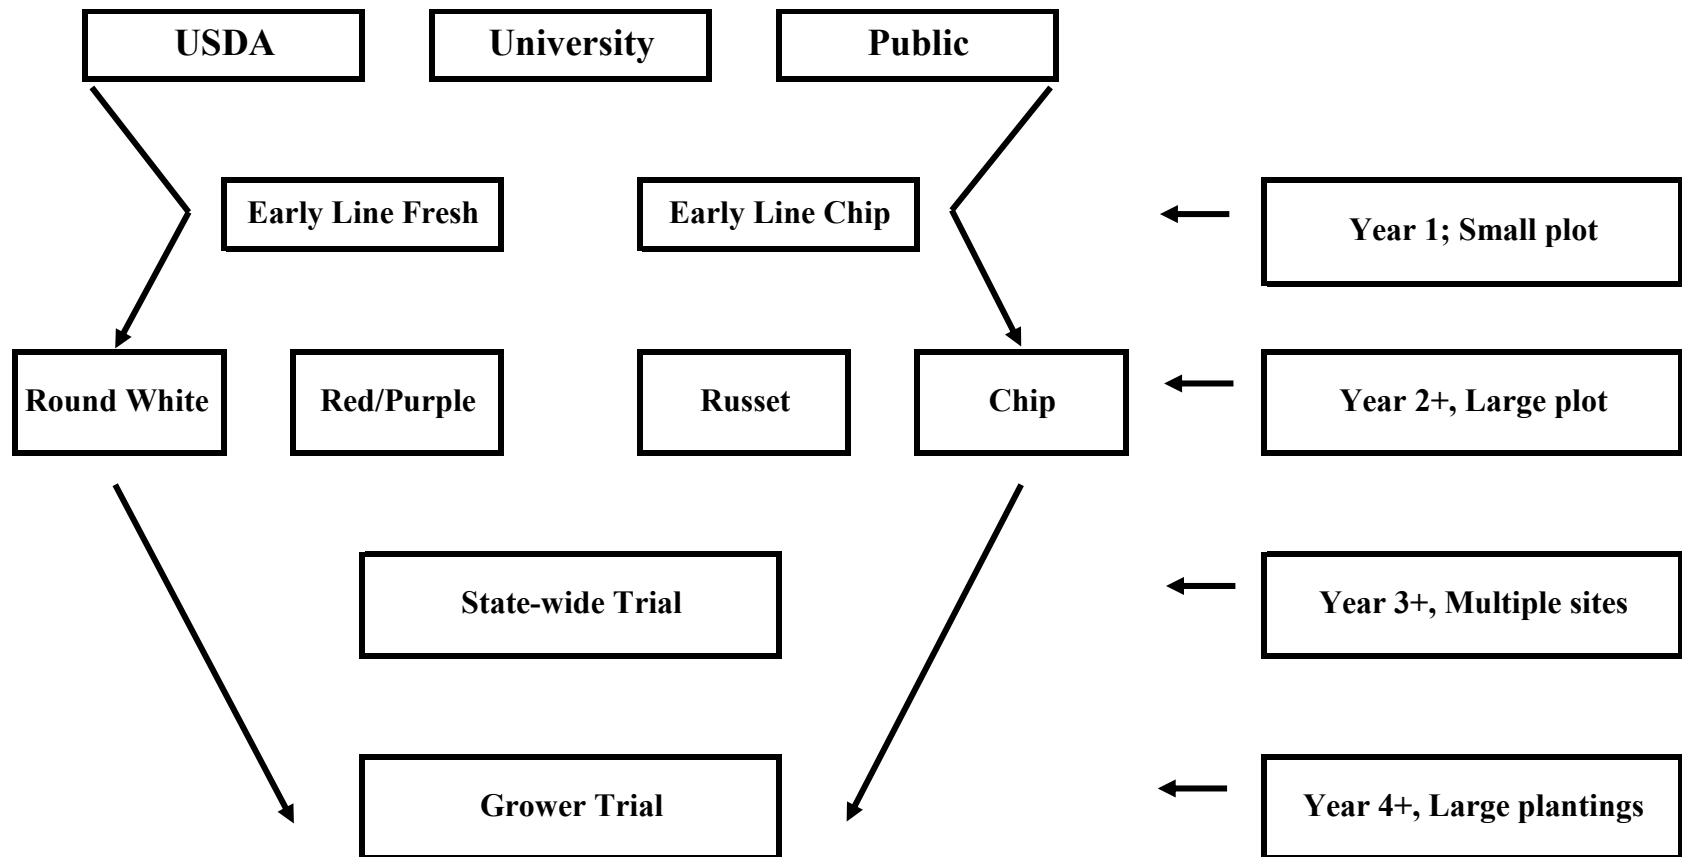 USDA
University
Public
Early Line Fresh
Early Line Chip
Year 1; Small plot
Round White
Red/Purple
Russet
Chip
Year 2+, Large plot
State-wide Trial
Year 3+, Multiple sites
Grower Trial
Year 4+, Large plantings